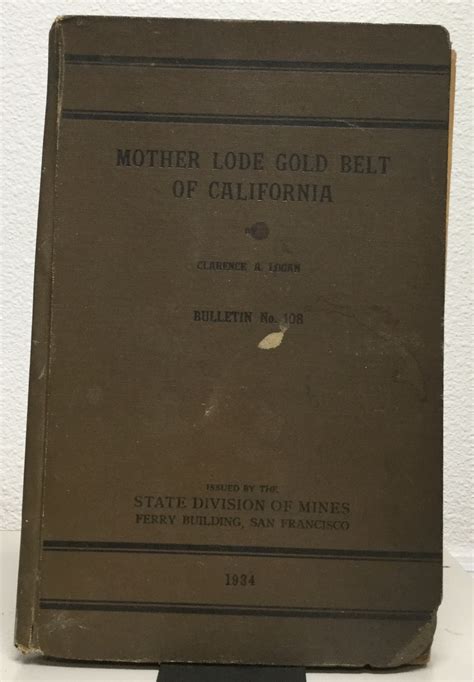 MOTHER LODE GOLD BELT
OF CALIFORNIA
BY
CLARENCE A. LOGAN
BULLETIN No. 108
ISSUED BY THE
STATE DIVISION OF MINES
FERRY BUILDING, SAN FRANCISCO
1934